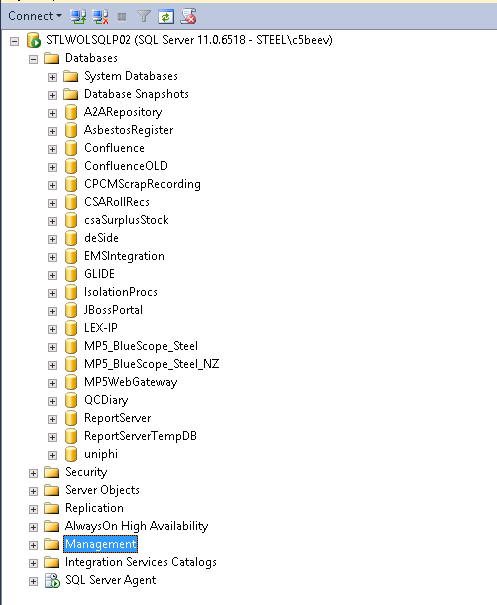 Connect
STLWOLSQLP02 (SQL Server 11.0.6518 - STEEL\c5beev)
Databases
System Databases
Database Snapshots
A2ARepository
AsbestosRegister
Confluence
ConfluenceOLD
CPCMScrapRecording
CSARollRecs
csaSurplusStock
deSide
EMSIntegration
GLIDE
IsolationProcs
JBossPortal
LEX-IP
MP5_BlueScope_Steel
MP5_BlueScope_Steel_NZ
MP5WebGateway
QCDiary
ReportServer
ReportServerTempDB
uniphi
Security
Server Objects
Replication
AlwaysOn High Availability
Management
Integration Services Catalogs
SQL Server Agent